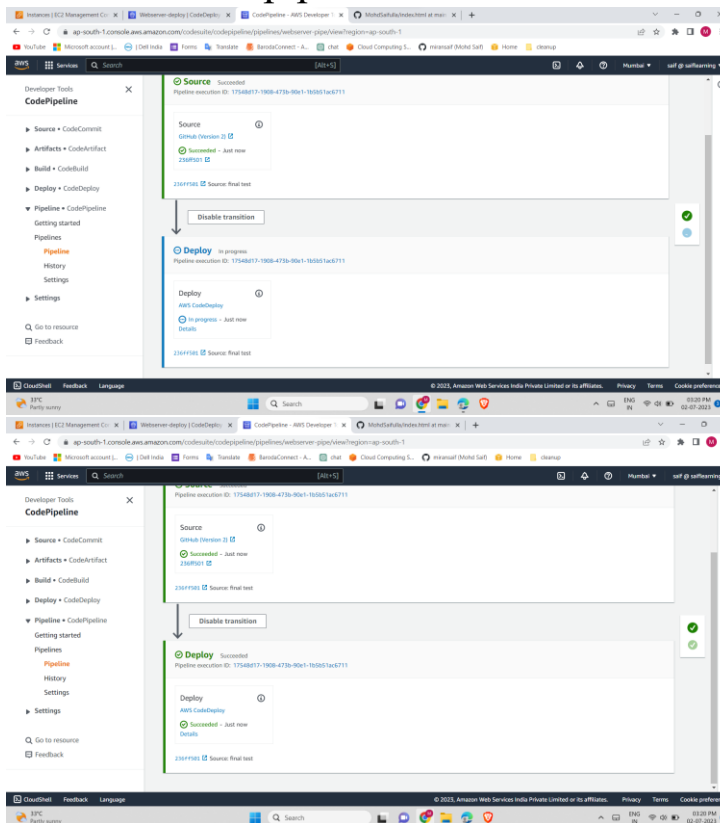 Instances | EC2 Management Co
Webserver-deploy | CodeDeploy
CodePipeline - AWS Developer T
MohdSaifulla/index.html at main
ap-south-1.console.aws.amazon.com/codesuite/codepipeline/pipelines/webserver-pipe/view?region=ap-south-1
YouTube Microsoft account |... (Dell India Forms Translate BarodaConnect - A... chat Cloud Computing S... miransaif (Mohd Saif) Home cleanup
aws Services Search [Alt+S] Mumbai saif @ saiflearning
Developer Tools
CodePipeline
Source • CodeCommit
Artifacts • CodeArtifact
Build • CodeBuild
Deploy • CodeDeploy
Pipeline • CodePipeline
Getting started
Pipelines
Pipeline
History
Settings
Settings
Go to resource
Feedback
Source Succeeded
Pipeline execution ID: 17548d17-1908-473b-90e1-1b5b51ac6711
Source
GitHub (Version 2)
Succeeded - Just now
236ff501
236ff501 Source: final test
Disable transition
Deploy In progress
Pipeline execution ID: 17548d17-1908-473b-90e1-1b5b51ac6711
Deploy
AWS CodeDeploy
In progress - Just now
Details
236ff501 Source: final test
CloudShell Feedback Language © 2023, Amazon Web Services India Private Limited or its affiliates. Privacy Terms Cookie preference
33°C
Partly sunny
Search
ENG
IN
03:20 PM
02-07-2023
Instances | EC2 Management Co
Webserver-deploy | CodeDeploy
CodePipeline - AWS Developer T
MohdSaifulla/index.html at main
ap-south-1.console.aws.amazon.com/codesuite/codepipeline/pipelines/webserver-pipe/view?region=ap-south-1
YouTube Microsoft account |... (Dell India Forms Translate BarodaConnect - A... chat Cloud Computing S... miransaif (Mohd Saif) Home cleanup
aws Services Search [Alt+S] Mumbai saif @ saiflearning
Developer Tools
CodePipeline
Source • CodeCommit
Artifacts • CodeArtifact
Build • CodeBuild
Deploy • CodeDeploy
Pipeline • CodePipeline
Getting started
Pipelines
Pipeline
History
Settings
Settings
Go to resource
Feedback
Pipeline execution ID: 17548d17-1908-473b-90e1-1b5b51ac6711
Source
GitHub (Version 2)
Succeeded - Just now
236ff501
236ff501 Source: final test
Disable transition
Deploy Succeeded
Pipeline execution ID: 17548d17-1908-473b-90e1-1b5b51ac6711
Deploy
AWS CodeDeploy
Succeeded - Just now
Details
236ff501 Source: final test
CloudShell Feedback Language © 2023, Amazon Web Services India Private Limited or its affiliates. Privacy Terms Cookie prefere
33°C
Partly sunny
Search
ENG
IN
03:20 PM
02-07-2023